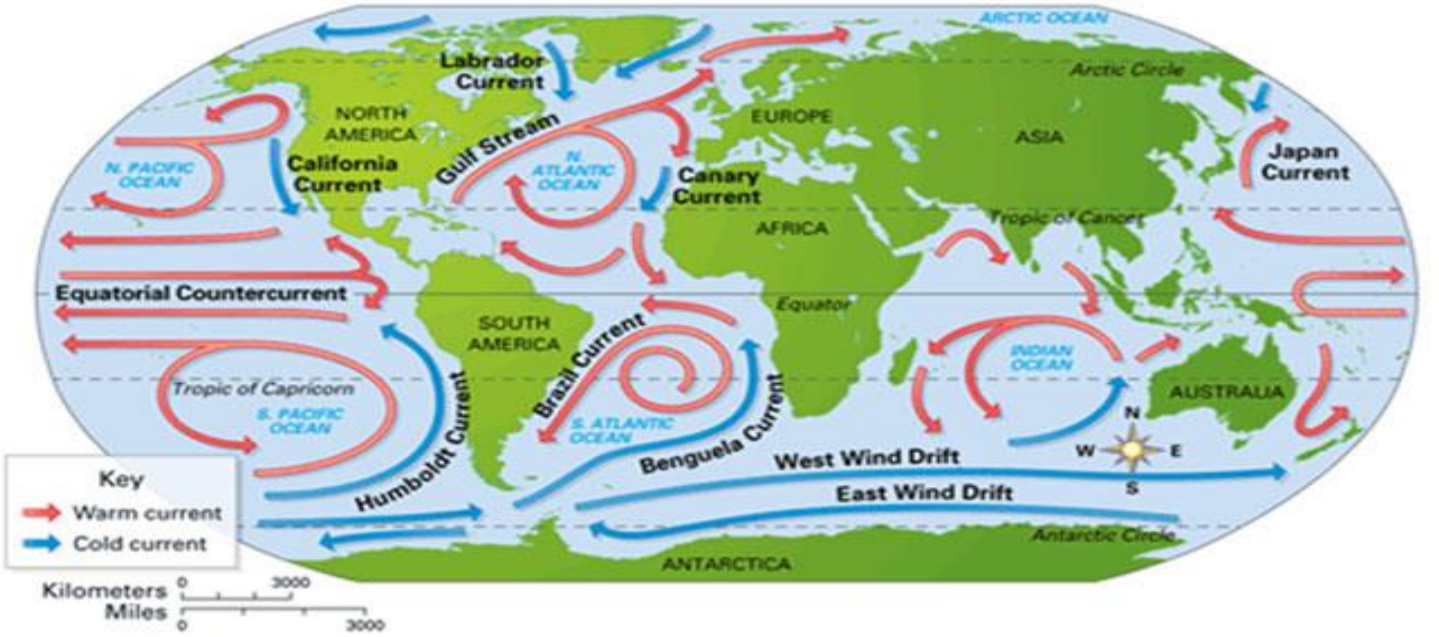 ARCTIC OCEAN
Labrador
Current
Arctic Circle
NORTH
AMERICA
EUROPE
ASIA
Gulf Stream
N. PACIFIC
OCEAN
California
Current
N.
ATLANTIC
OCEAN
Canary
Current
Japan
Current
Tropic of Cancer
AFRICA
Equatorial Countercurrent
Equator
SOUTH
AMERICA
Brazil Current
INDIAN
OCEAN
Tropic of Capricorn
AUSTRALIA
S. PACIFIC
OCEAN
Humboldt Current
S. ATLANTIC
OCEAN
Benguela Current
N
W E
S
West Wind Drift
East Wind Drift
Antarctic Circle
ANTARCTICA
Key
Warm current
Cold current
Kilometers 0 3000
Miles
0 3000